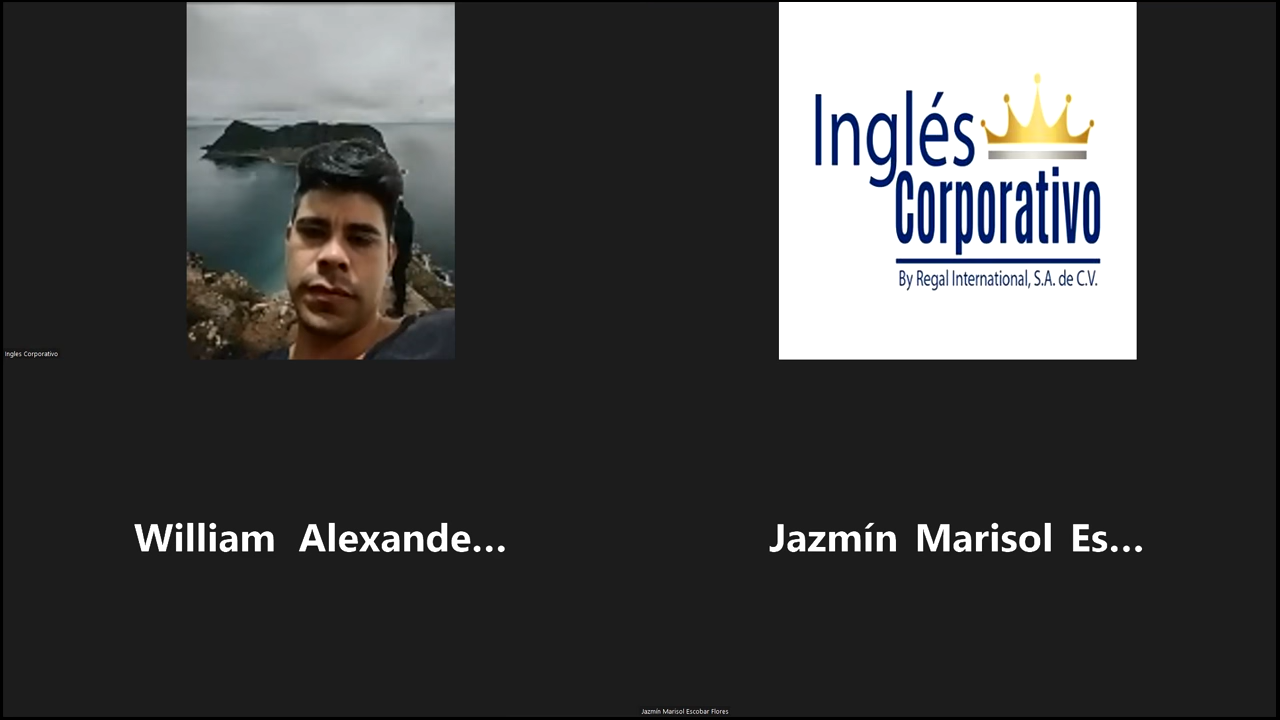 Inglés
Corporativo
By Regal International, S.A. de C.V.
Ingles Corporativo
William Alexande...
Jazmín Marisol Es...
Jazmín Marisol Escobar Flores